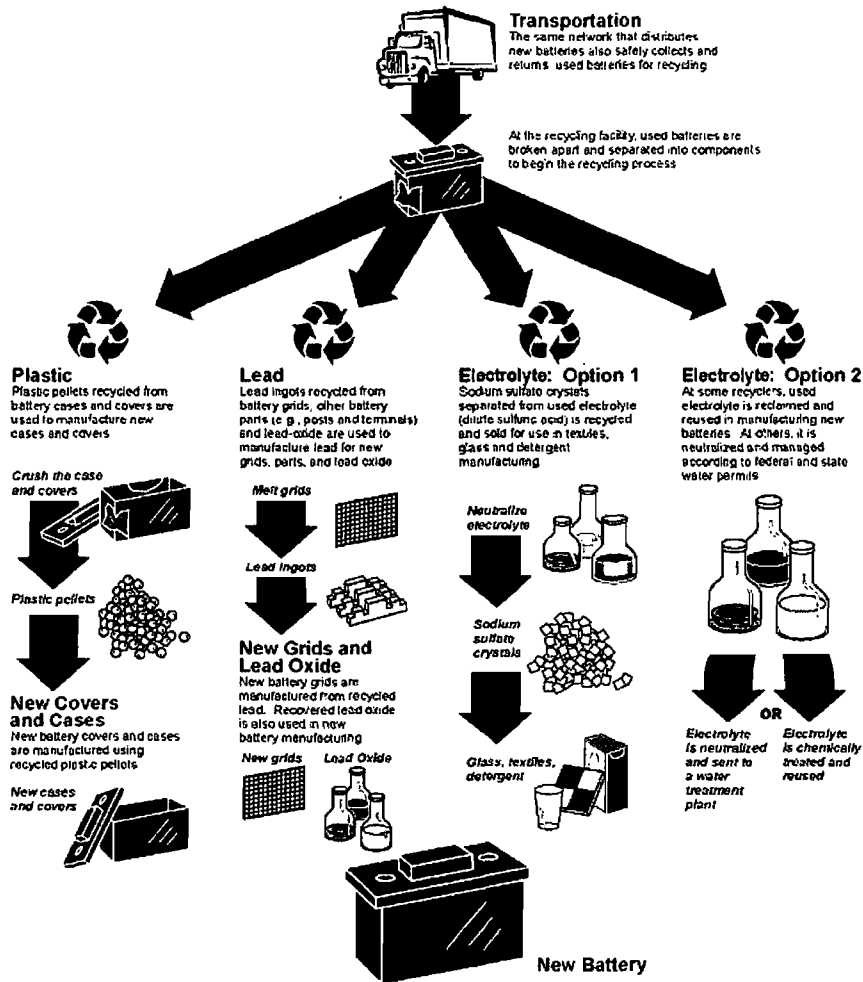 Transportation
The same network that distributes
new batteries also safely collects and
returns used batteries for recycling
At the recycling facility, used batteries are
broken apart and separated into components
to begin the recycling process
Plastic
Plastic pellets recycled from
battery cases and covers are
used to manufacture new
cases and covers
Crush the case
and covers
Plastic pellets
New Covers
and Cases
New battery covers and cases
are manufactured using
recycled plastic pellets
New cases
and covers
Lead
Lead ingots recycled from
battery grids, other battery
parts (e.g., posts and terminals)
and lead-oxide are used to
manufacture lead for new
grids, parts, and lead oxide
Melt grids
Lead Ingots
New Grids and
Lead Oxide
New battery grids are
manufactured from recycled
lead. Recovered lead oxide
is also used in new
battery manufacturing
New grids
Lead Oxide
Electrolyte: Option 1
Sodium sulfate crystals
separated from used electrolyte
(dilute sulfuric acid) is recycled
and sold for use in textiles,
glass and detergent
manufacturing
Neutralize
electrolyte
Sodium
sulfate
crystals
Glass, textiles,
detergent
Electrolyte: Option 2
At some recyclers, used
electrolyte is reclaimed and
reused in manufacturing new
batteries. At others, it is
neutralized and managed
according to federal and state
water permits
OR
Electrolyte
is neutralized
and sent to
a water
treatment
plant
Electrolyte
is chemically
treated and
reused
New Battery